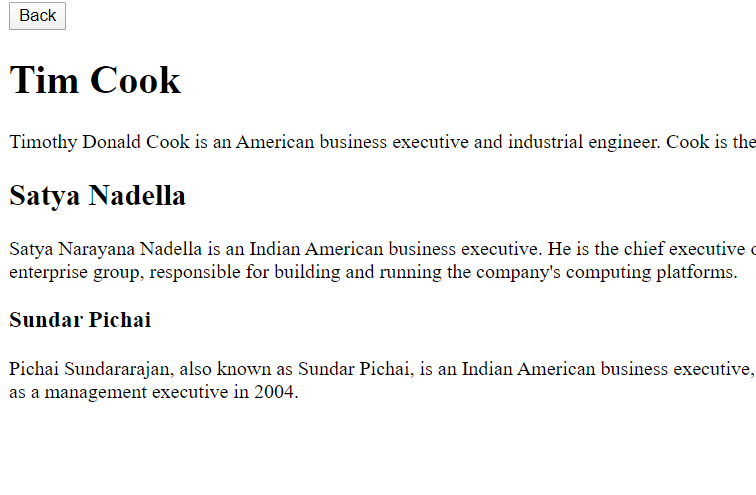 Back
Tim Cook
Timothy Donald Cook is an American business executive and industrial engineer. Cook is the
Satya Nadella
Satya Narayana Nadella is an Indian American business executive. He is the chief executive
enterprise group, responsible for building and running the company's computing platforms.
Sundar Pichai
Pichai Sundararajan, also known as Sundar Pichai, is an Indian American business executive,
as a management executive in 2004.